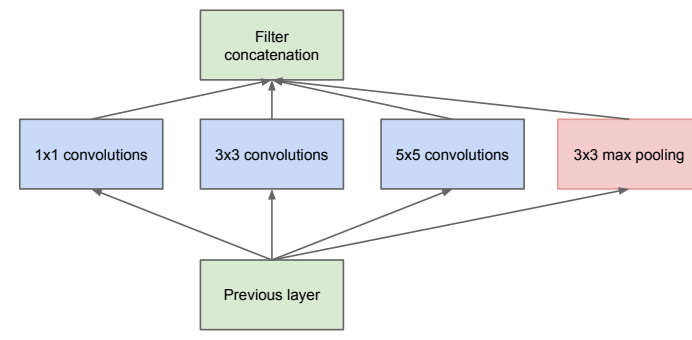 Filter
concatenation
1x1 convolutions
3x3 convolutions
5x5 convolutions
3x3 max pooling
Previous layer